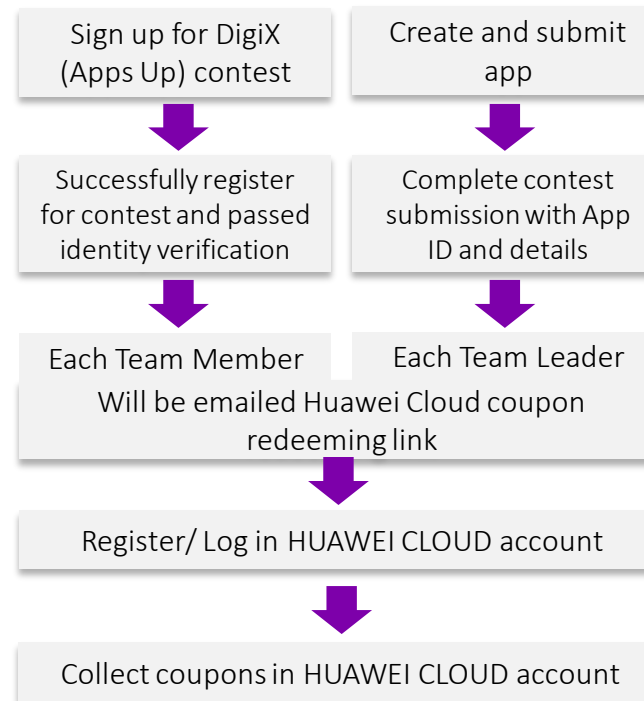 Sign up for DigiX
(Apps Up) contest
Create and submit
app
Successfully register
for contest and passed
identity verification
Complete contest
submission with App
ID and details
Each Team Member
Each Team Leader
Will be emailed Huawei Cloud coupon
redeeming link
Register/ Log in HUAWEI CLOUD account
Collect coupons in HUAWEI CLOUD account